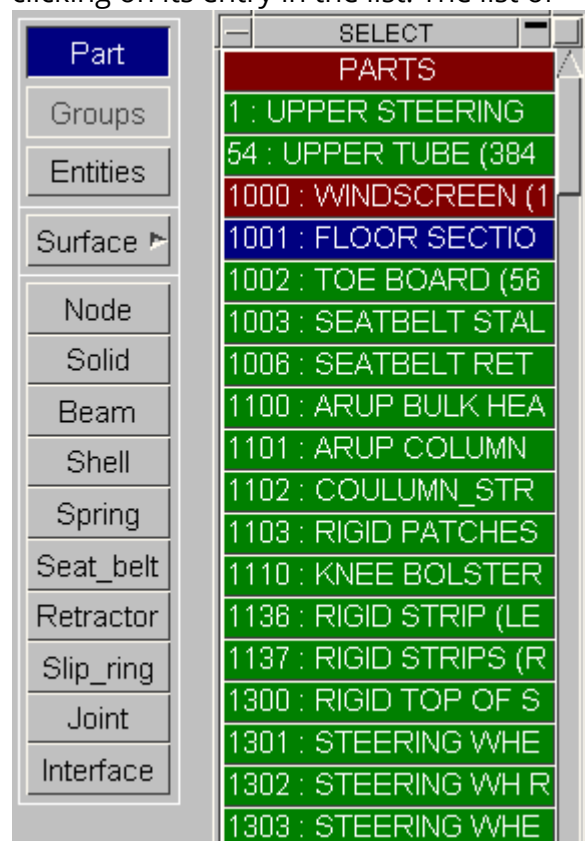 clicking on its entry in the list. The list of
Part
Groups
Entities
Surface
Node
Solid
Beam
Shell
Spring
Seat_belt
Retractor
Slip_ring
Joint
Interface
SELECT
PARTS
1 : UPPER STEERING
54 : UPPER TUBE (384
1000 : WINDSCREEN (1
1001 : FLOOR SECTIO
1002 : TOE BOARD (56
1003 : SEATBELT STAL
1006 : SEATBELT RET
1100 : ARUP BULK HEA
1101 : ARUP COLUMN
1102 : COULUMN_STR
1103 : RIGID PATCHES
1110 : KNEE BOLSTER
1136 : RIGID STRIP (LE
1137 : RIGID STRIPS (R
1300 : RIGID TOP OF S
1301 : STEERING WHE
1302 : STEERING WH R
1303 : STEERING WHE